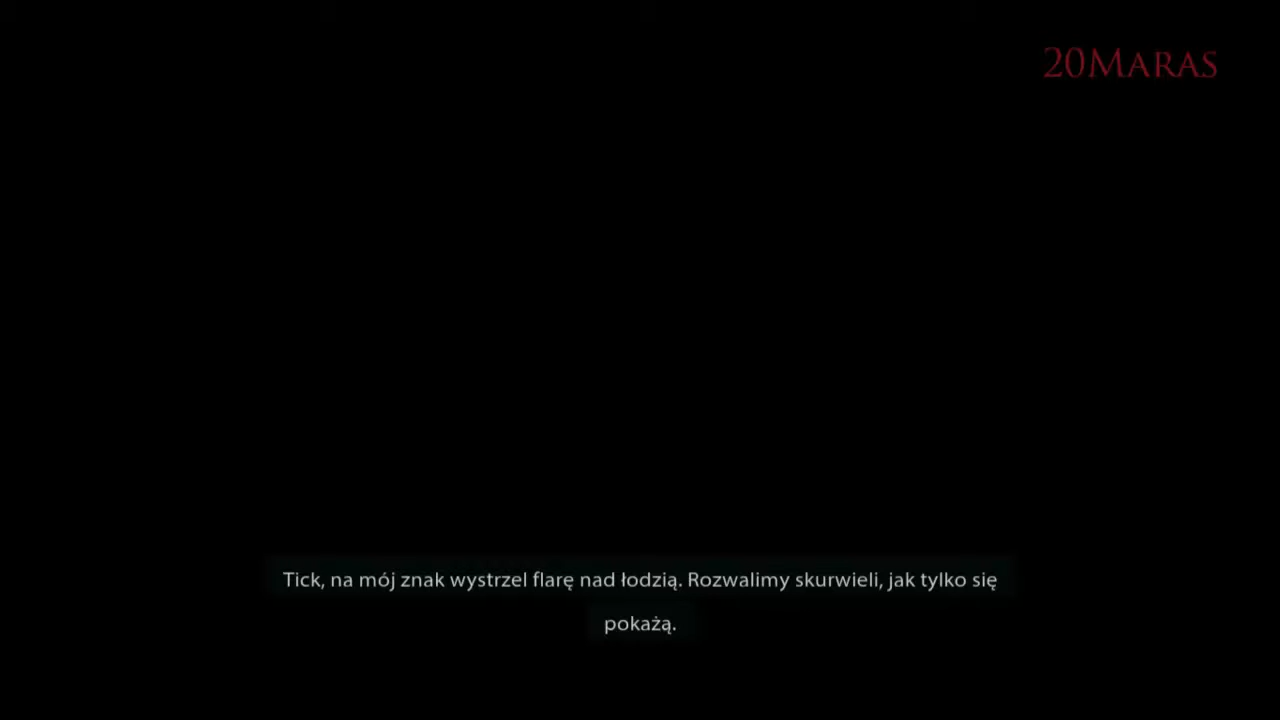 20MARAS
Tick, na mój znak wystrzel flarę nad łodzią. Rozwalimy skurwieli, jak tylko się
pokażą.